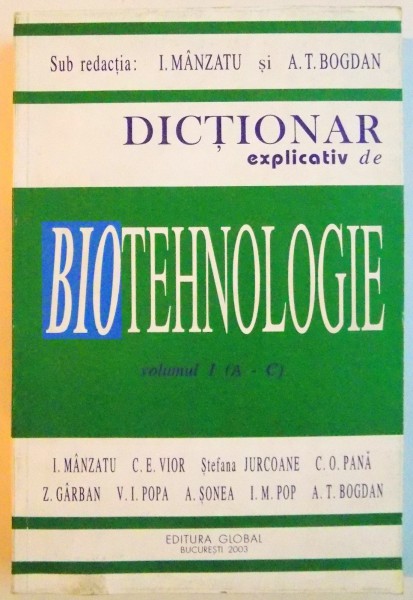 Sub redacția: I. MÂNZATU și A. T. BOGDAN
DICȚIONAR
explicativ de
BIOTEHNOLOGIE
volumul I (A - C)
I. MÂNZATU C. E. VIOR Ștefana JURCOANE C. O. PANĂ
Z. GÂRBAN V. I. POPA A. ȘONEA I. M. POP A. T. BOGDAN
EDITURA GLOBAL
BUCUREȘTI 2003